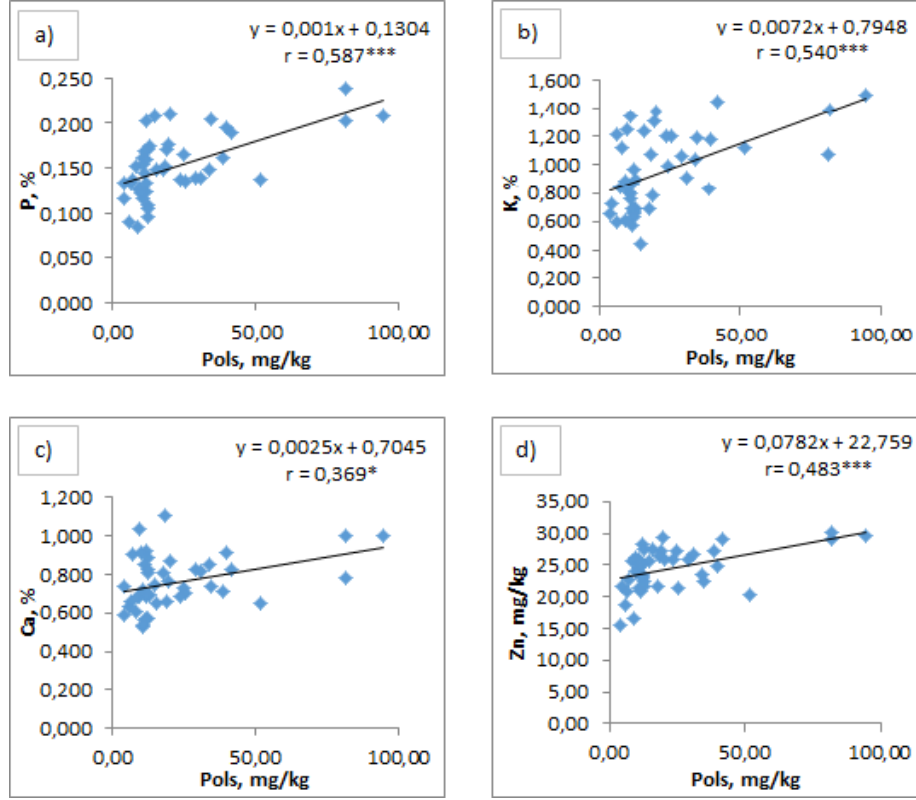 a)
y = 0,001x + 0,1304
r = 0,587***
0,250
0,200
0,150
0,100
0,050
0,000
P, %
0,00 50,00 100,00
Pols, mg/kg
b)
y = 0,0072x + 0,7948
r = 0,540***
1,600
1,400
1,200
1,000
0,800
0,600
0,400
0,200
0,000
K, %
0,00 50,00 100,00
Pols, mg/kg
c)
y = 0,0025x + 0,7045
r = 0,369*
1,200
1,000
0,800
0,600
0,400
0,200
0,000
Ca, %
0,00 50,00 100,00
Pols, mg/kg
d)
y = 0,0782x + 22,759
r= 0,483***
35,00
30,00
25,00
20,00
15,00
10,00
5,00
0,00
Zn, mg/kg
0,00 50,00 100,00
Pols, mg/kg